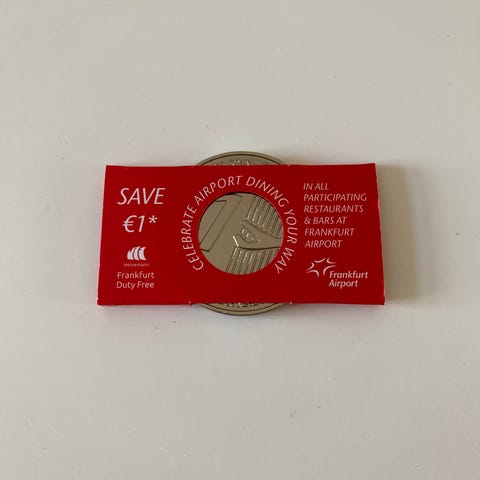 SAVE
€1*
Heinemann
Frankfurt
Duty Free
CELEBRATE AIRPORT DINING YOUR WAY
IN ALL
PARTICIPATING
RESTAURANTS
& BARS AT
FRANKFURT
AIRPORT
Frankfurt
Airport